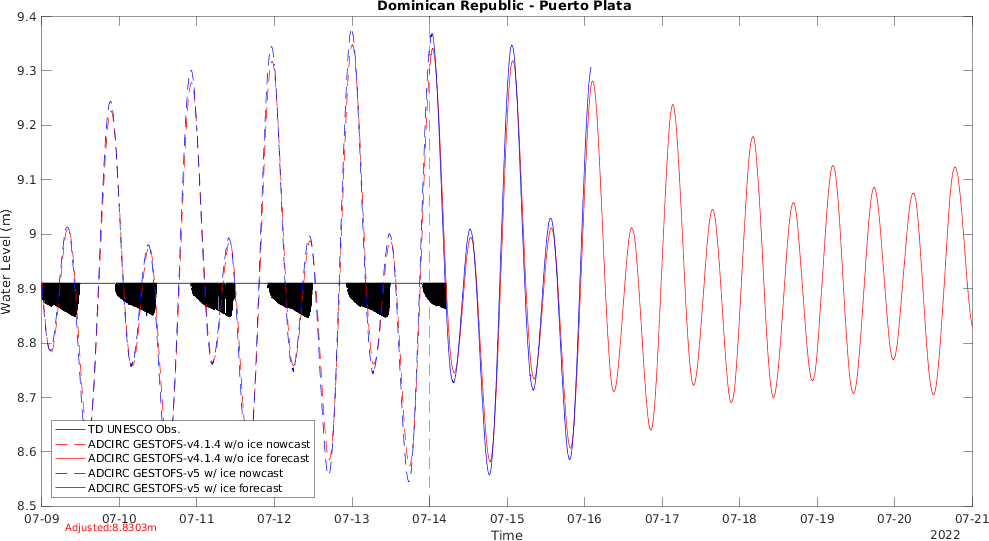 Dominican Republic - Puerto Plata
Water Level (m)
9.4
9.3
9.2
9.1
9
8.9
8.8
8.7
8.6
8.5
TD UNESCO Obs.
ADCIRC GESTOFS-v4.1.4 w/o ice nowcast
ADCIRC GESTOFS-v4.1.4 w/o ice forecast
ADCIRC GESTOFS-v5 w/ ice nowcast
ADCIRC GESTOFS-v5 w/ ice forecast
07-09 07-10 07-11 07-12 07-13 07-14 07-15 07-16 07-17 07-18 07-19 07-20 07-21
Adjusted:8.8303m
Time
2022